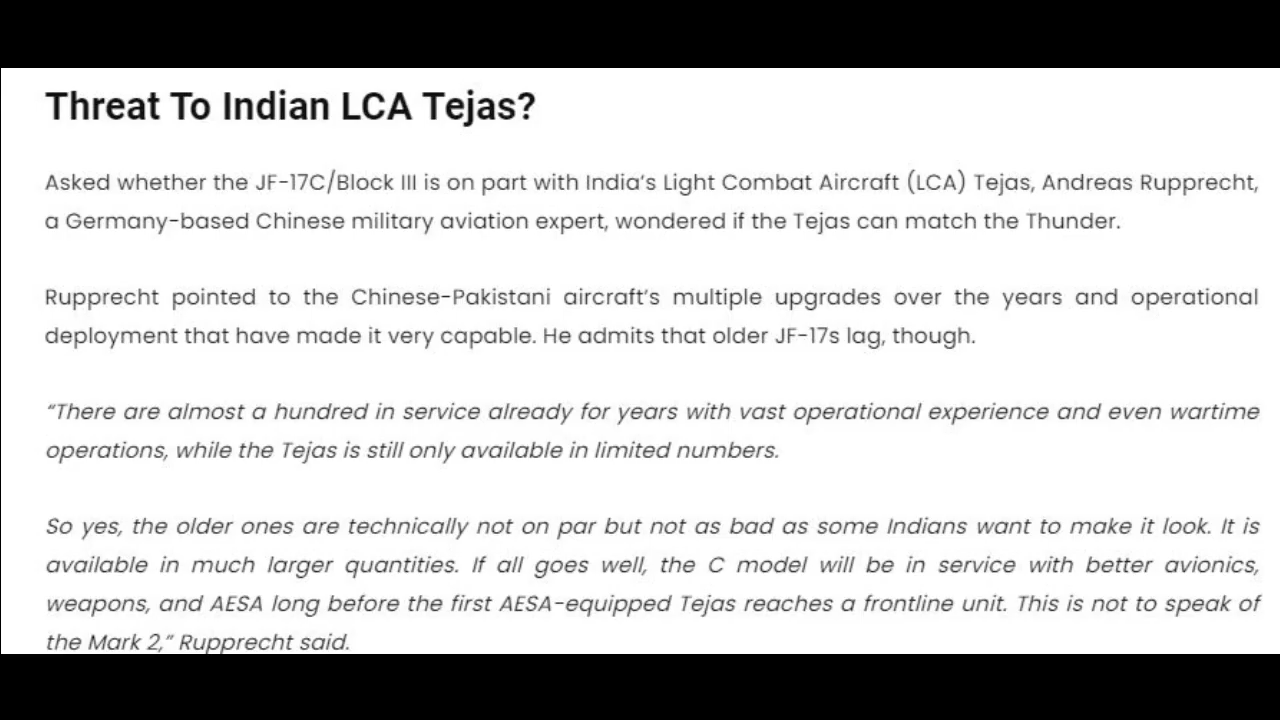 Threat To Indian LCA Tejas?
Asked whether the JF-17C/Block III is on part with India's Light Combat Aircraft (LCA) Tejas, Andreas Rupprecht,
a Germany-based Chinese military aviation expert, wondered if the Tejas can match the Thunder.
Rupprecht pointed to the Chinese-Pakistani aircraft's multiple upgrades over the years and operational
deployment that have made it very capable. He admits that older JF-17s lag, though.
“There are almost a hundred in service already for years with vast operational experience and even wartime
operations, while the Tejas is still only available in limited numbers.
So yes, the older ones are technically not on par but not as bad as some Indians want to make it look. It is
available in much larger quantities. If all goes well, the C model will be in service with better avionics,
weapons, and AESA long before the first AESA-equipped Tejas reaches a frontline unit. This is not to speak of
the Mark 2,” Rupprecht said.